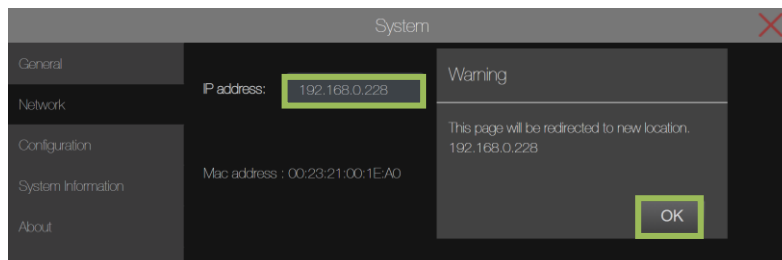 System
General
Network
Configuration
System Information
About
IP address: 192.168.0.228
Mac address : 00:23:21:00:1E:A0
Warning
This page will be redirected to new location.
192.168.0.228
OK